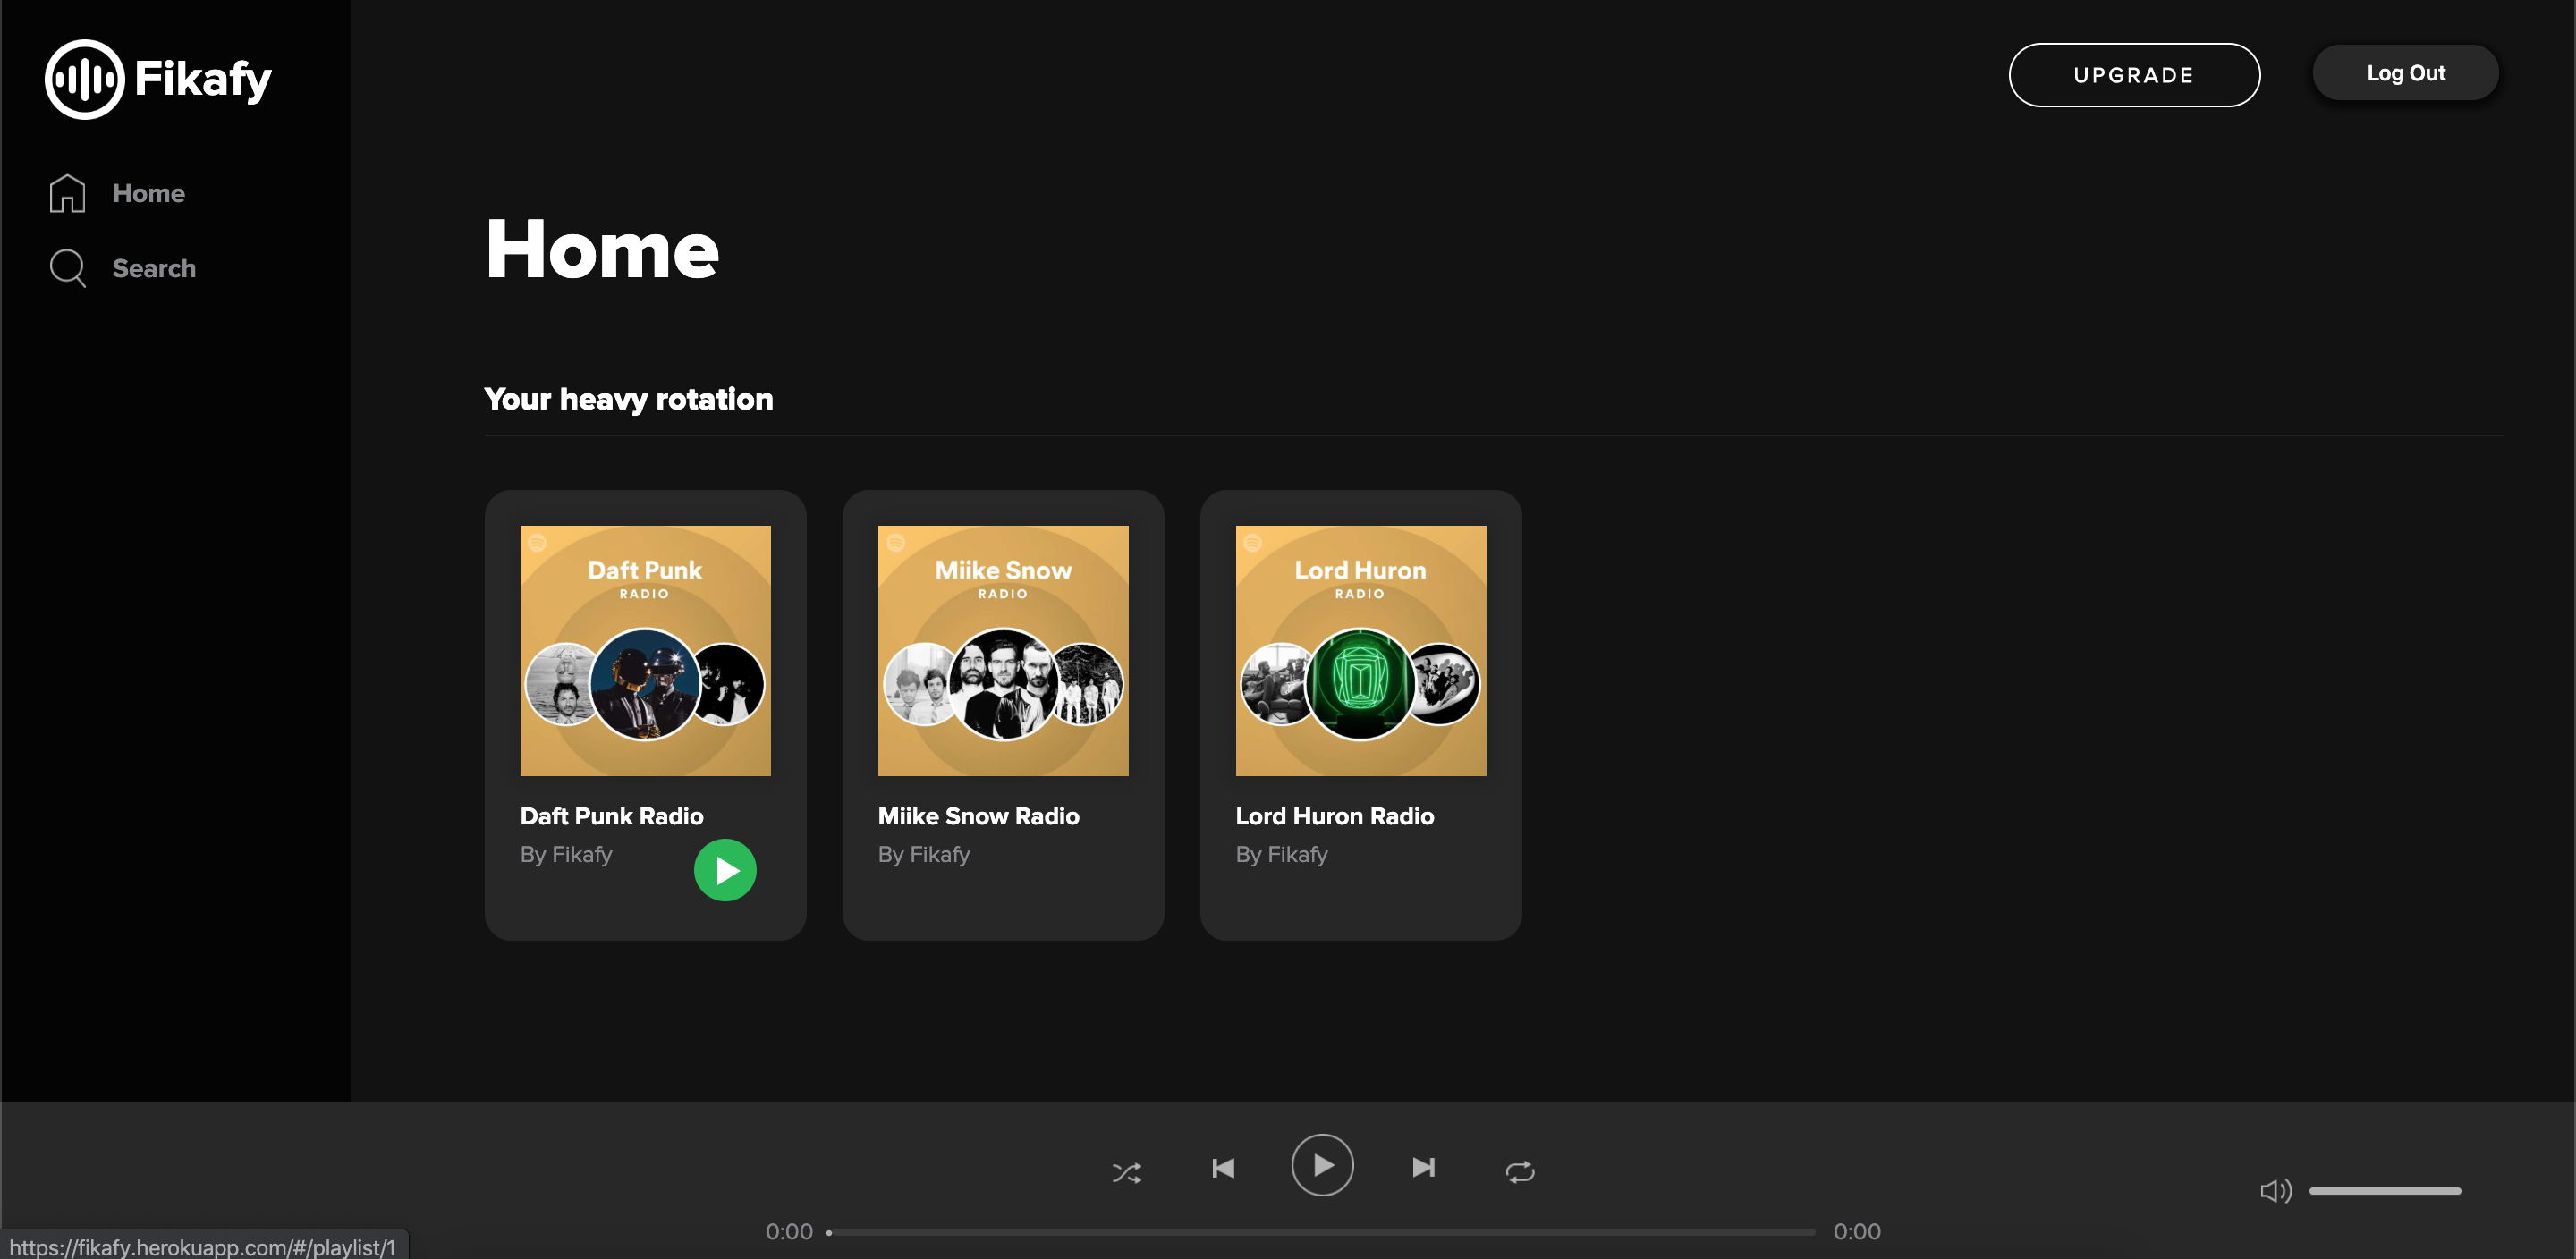 Fikafy
Home
Search
UPGRADE
Log Out
Home
Your heavy rotation
Daft Punk
RADIO
Daft Punk Radio
By Fikafy
Miike Snow
RADIO
Miike Snow Radio
By Fikafy
Lord Huron
RADIO
Lord Huron Radio
By Fikafy
0:00
0:00
https://fikafy.herokuapp.com/#/playlist/1